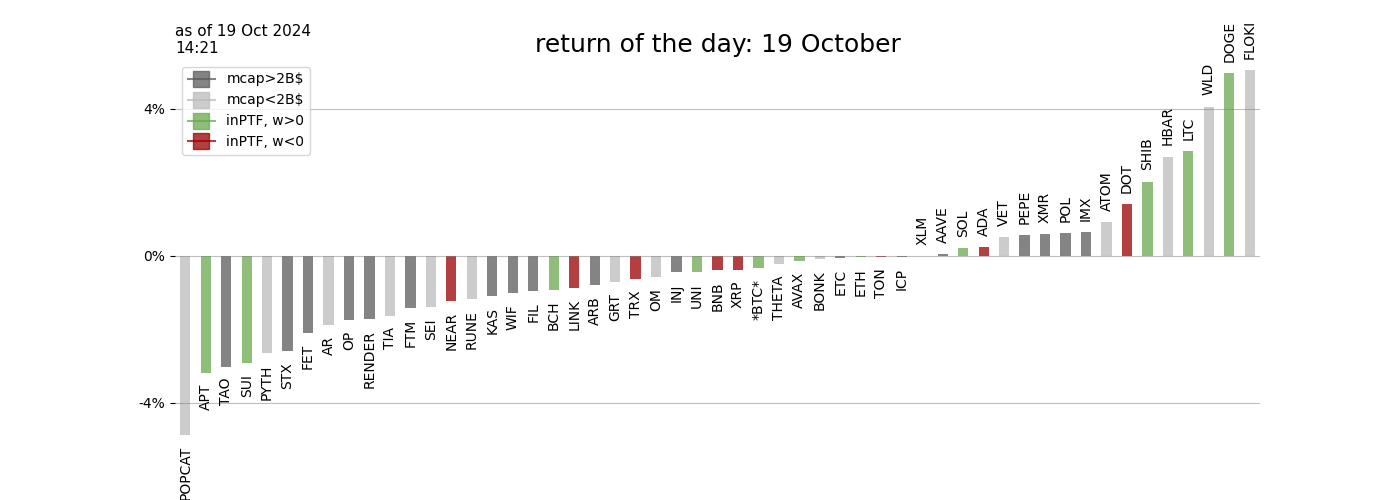 as of 19 Oct 2024
14:21
return of the day: 19 October
mcap>2B$
mcap<2B$
inPTF, w>0
inPTF, w<0
4%
0%
-4%
POPCAT
APT
TAO
SUI
PYTH
STX
FET
AR
OP
RENDER
TIA
FTM
SEI
NEAR
RUNE
KAS
WIF
FIL
BCH
LINK
ARB
GRT
TRX
OM
INJ
UNI
BNB
XRP
*BTC*
THETA
AVAX
BONK
ETC
ETH
TON
ICP
XLM
AAVE
SOL
ADA
VET
PEPE
XMR
POL
IMX
ATOM
DOT
SHIB
HBAR
LTC
WLD
DOGE
FLOKI